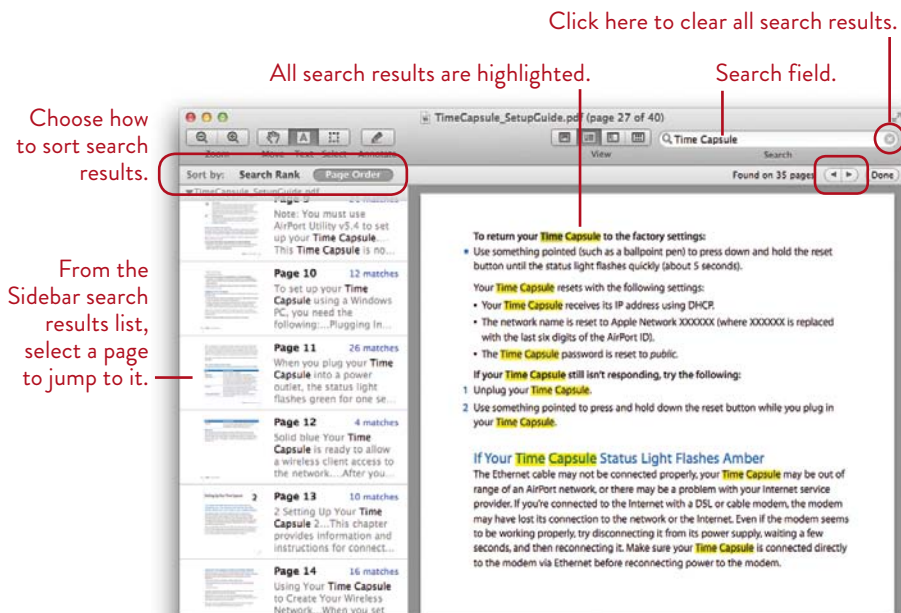 Click here to clear all search results.
All search results are highlighted.
Search field.
Choose how
to sort search
results.
From the
Sidebar search
results list,
select a page
to jump to it.
TimeCapsule_SetupGuide.pdf (page 27 of 40)
Time Capsule
Zoom Move Text Select Annotate View Search
Sort by: Search Rank Page Order
Found on 35 pages Done
TimeCapsule_SetupGuide.pdf
Page 9
Note: You must use
AirPort Utility v5.4 to set
up your Time Capsule....
This Time Capsule is no...
Page 10 12 matches
To set up your Time
Capsule using a Windows
PC, you need the
following:...Plugging In...
Page 11 26 matches
When you plug your Time
Capsule into a power
outlet, the status light
flashes green for one se...
Page 12 4 matches
Solid blue Your Time
Capsule is ready to allow
a wireless client access to
the network....After you...
Page 13 10 matches
2 Setting Up Your Time
Capsule 2...This chapter
provides information and
instructions for connect...
Page 14 16 matches
Using Your Time Capsule
to Create Your Wireless
Network...When you set
To return your Time Capsule to the factory settings:
Use something pointed (such as a ballpoint pen) to press down and hold the reset
button until the status light flashes quickly (about 5 seconds).
Your Time Capsule resets with the following settings:
• Your Time Capsule receives its IP address using DHCP.
• The network name is reset to Apple Network XXXXXX (where XXXXXX is replaced
with the last six digits of the AirPort ID).
• The Time Capsule password is reset to public.
If your Time Capsule still isn't responding, try the following:
1 Unplug your Time Capsule.
2 Use something pointed to press and hold down the reset button while you plug in
your Time Capsule.
If Your Time Capsule Status Light Flashes Amber
The Ethernet cable may not be connected properly, your Time Capsule may be out of
range of an AirPort network, or there may be a problem with your Internet service
provider. If you're connected to the Internet with a DSL or cable modem, the modem
may have lost its connection to the network or the Internet. Even if the modem seems
to be working properly, try disconnecting it from its power supply, waiting a few
seconds, and then reconnecting it. Make sure your Time Capsule is connected directly
to the modem via Ethernet before reconnecting power to the modem.